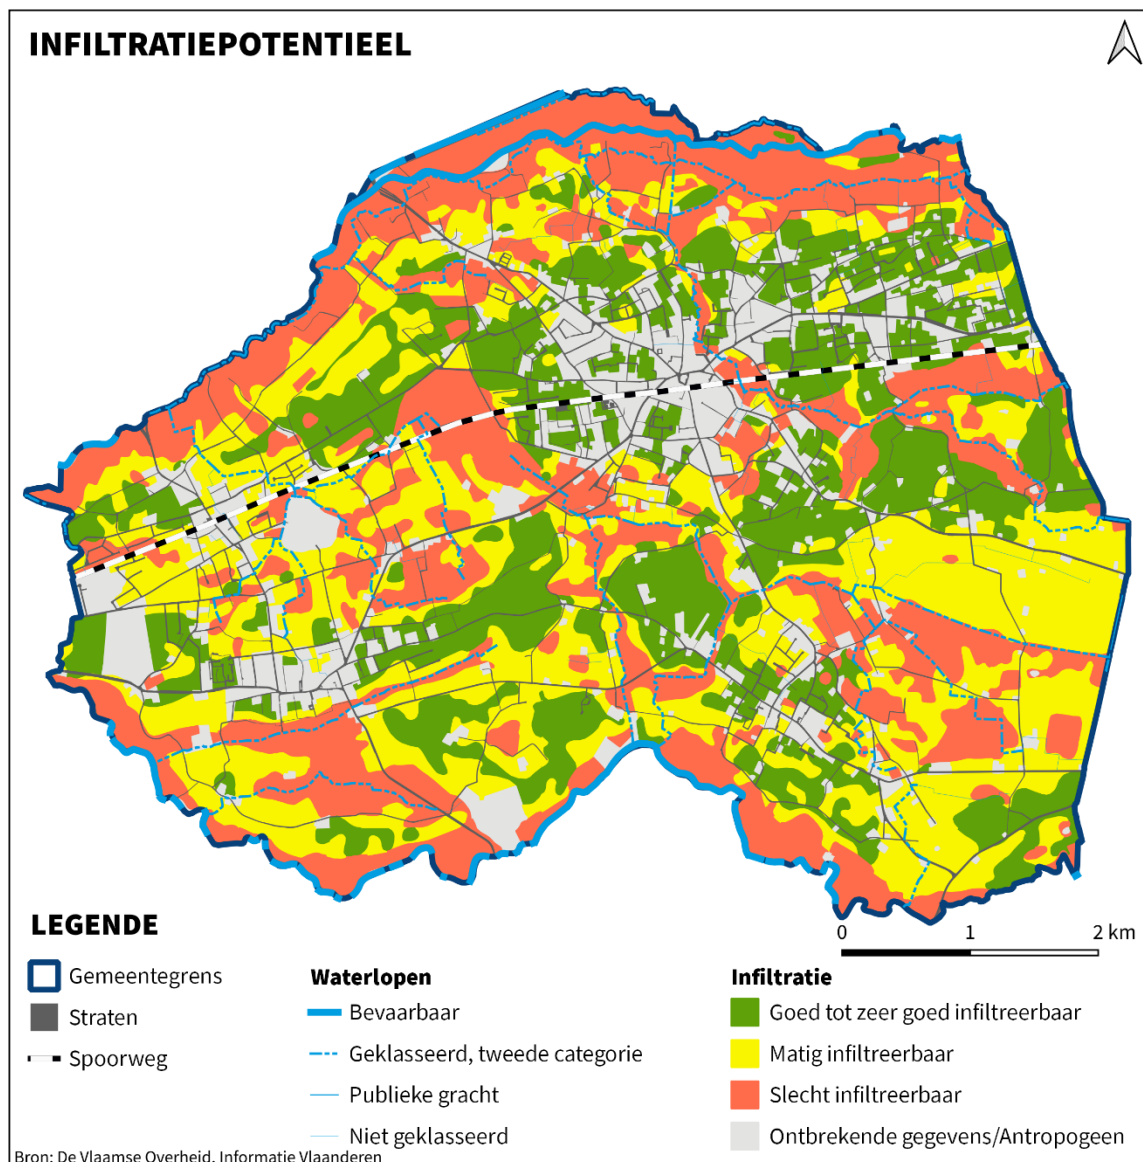 INFILTRATIEPOTENTIEEL
LEGENDE
Gemeentegrens
Straten
Spoorweg
Waterlopen
Bevaarbaar
Geklasseerd, tweede categorie
Publieke gracht
Niet geklasseerd
0 1 2 km
Infiltratie
Goed tot zeer goed infiltreerbaar
Matig infiltreerbaar
Slecht infiltreerbaar
Ontbrekende gegevens/Antropogeen
Bron: De Vlaamse Overheid, Informatie Vlaanderen